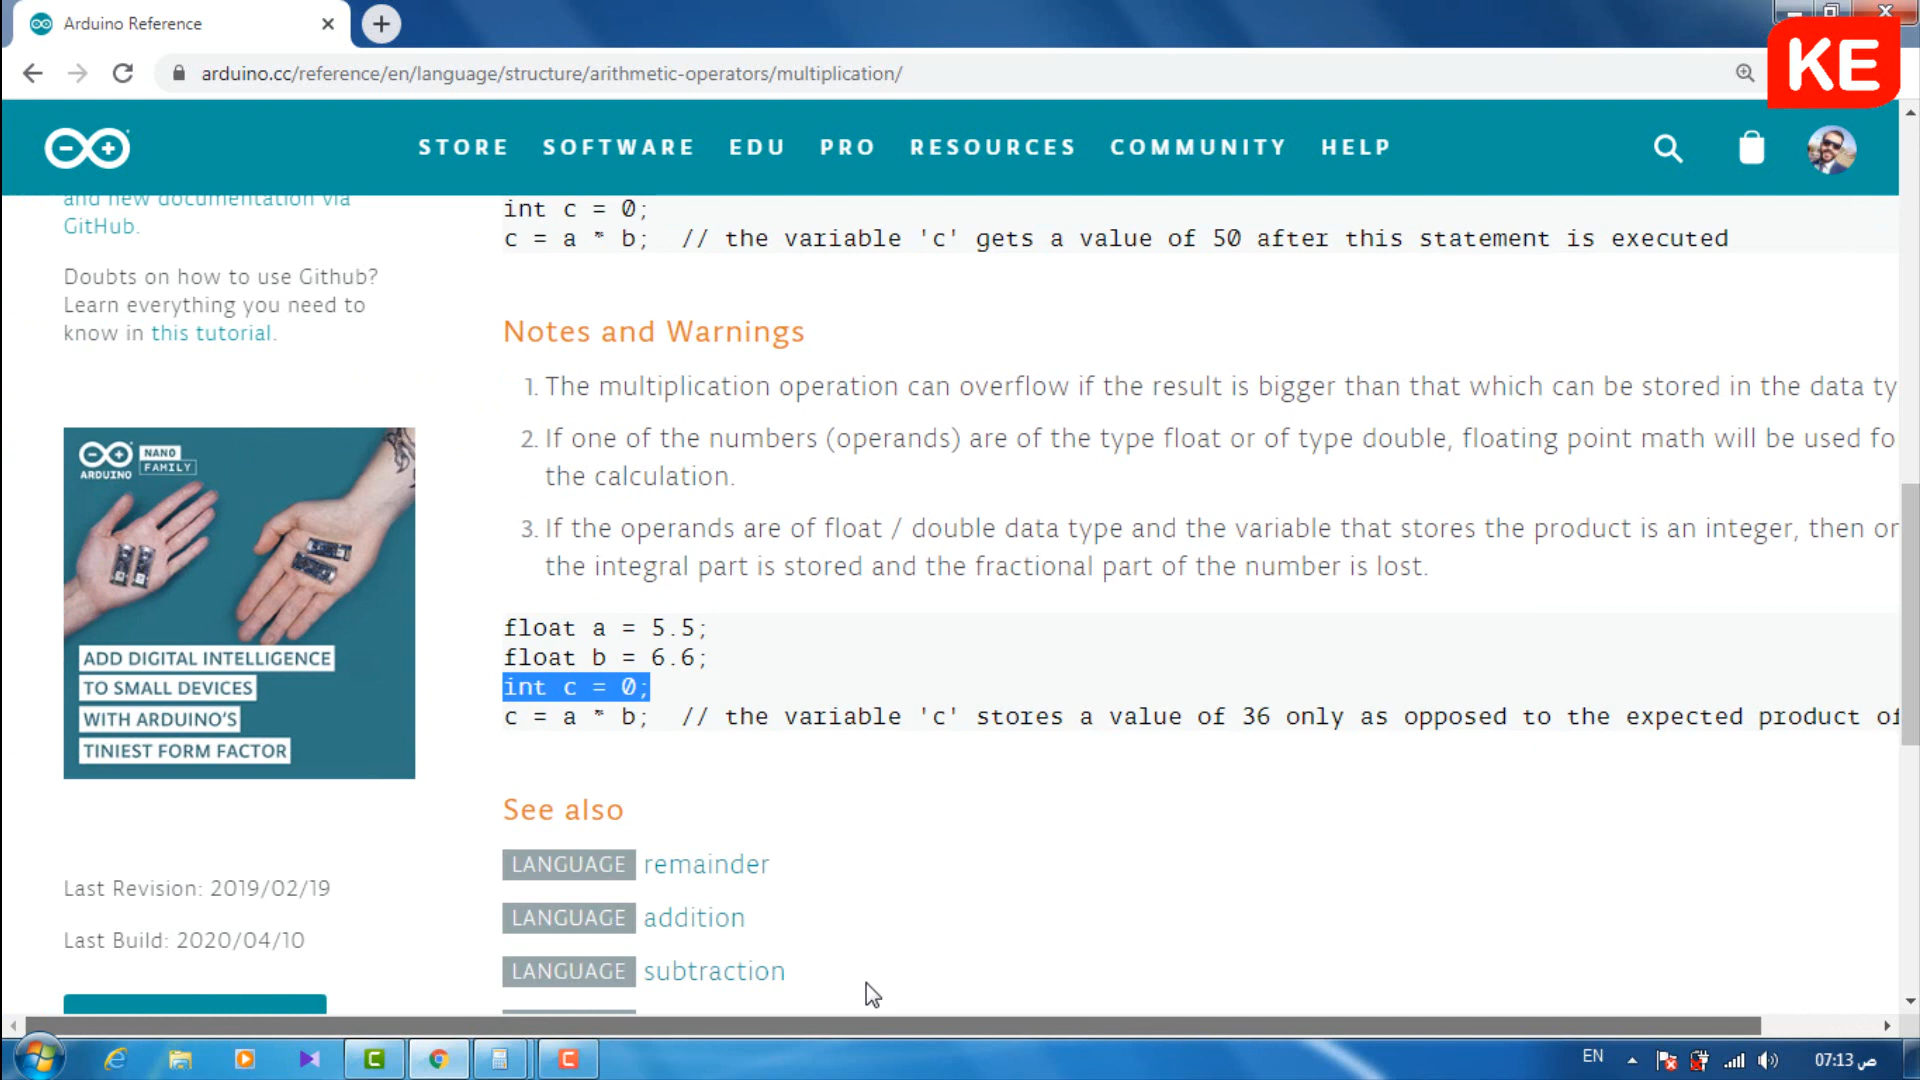 Arduino Reference
KE
arduino.cc/reference/en/language/structure/arithmetic-operators/multiplication/
STORE SOFTWARE EDU PRO RESOURCES COMMUNITY HELP
and new documentation via
GitHub.
Doubts on how to use Github?
Learn everything you need to
know in this tutorial.
ARDUINO
NANO
FAMILY
ADD DIGITAL INTELLIGENCE
TO SMALL DEVICES
WITH ARDUINO'S
TINIEST FORM FACTOR
Last Revision: 2019/02/19
Last Build: 2020/04/10
int c = 0;
c = a * b;  // the variable 'c' gets a value of 50 after this statement is executed
Notes and Warnings
1. The multiplication operation can overflow if the result is bigger than that which can be stored in the data ty
2. If one of the numbers (operands) are of the type float or of type double, floating point math will be used fo
the calculation.
3. If the operands are of float / double data type and the variable that stores the product is an integer, then or
the integral part is stored and the fractional part of the number is lost.
float a = 5.5;
float b = 6.6;
int c = 0;
c = a * b;  // the variable 'c' stores a value of 36 only as opposed to the expected product of
See also
LANGUAGE remainder
LANGUAGE addition
LANGUAGE subtraction
EN
07:13 ص